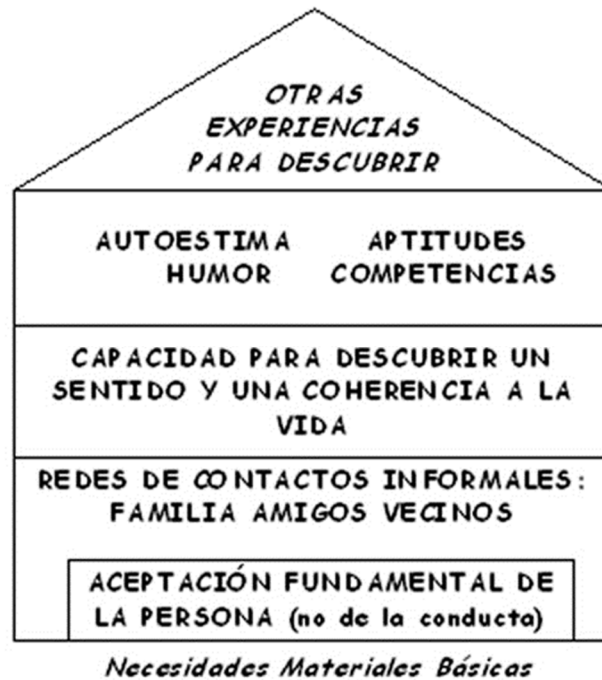 OTRAS
EXPERIENCIAS
PARA DESCUBRIR
AUTOESTIMA APTITUDES
HUMOR COMPETENCIAS
CAPACIDAD PARA DESCUBRIR UN
SENTIDO Y UNA COHERENCIA A LA
VIDA
REDES DE CONTACTOS INFORMALES:
FAMILIA AMIGOS VECINOS
ACEPTACIÓN FUNDAMENTAL DE
LA PERSONA (no de la conducta)
Necesidades Materiales Básicas